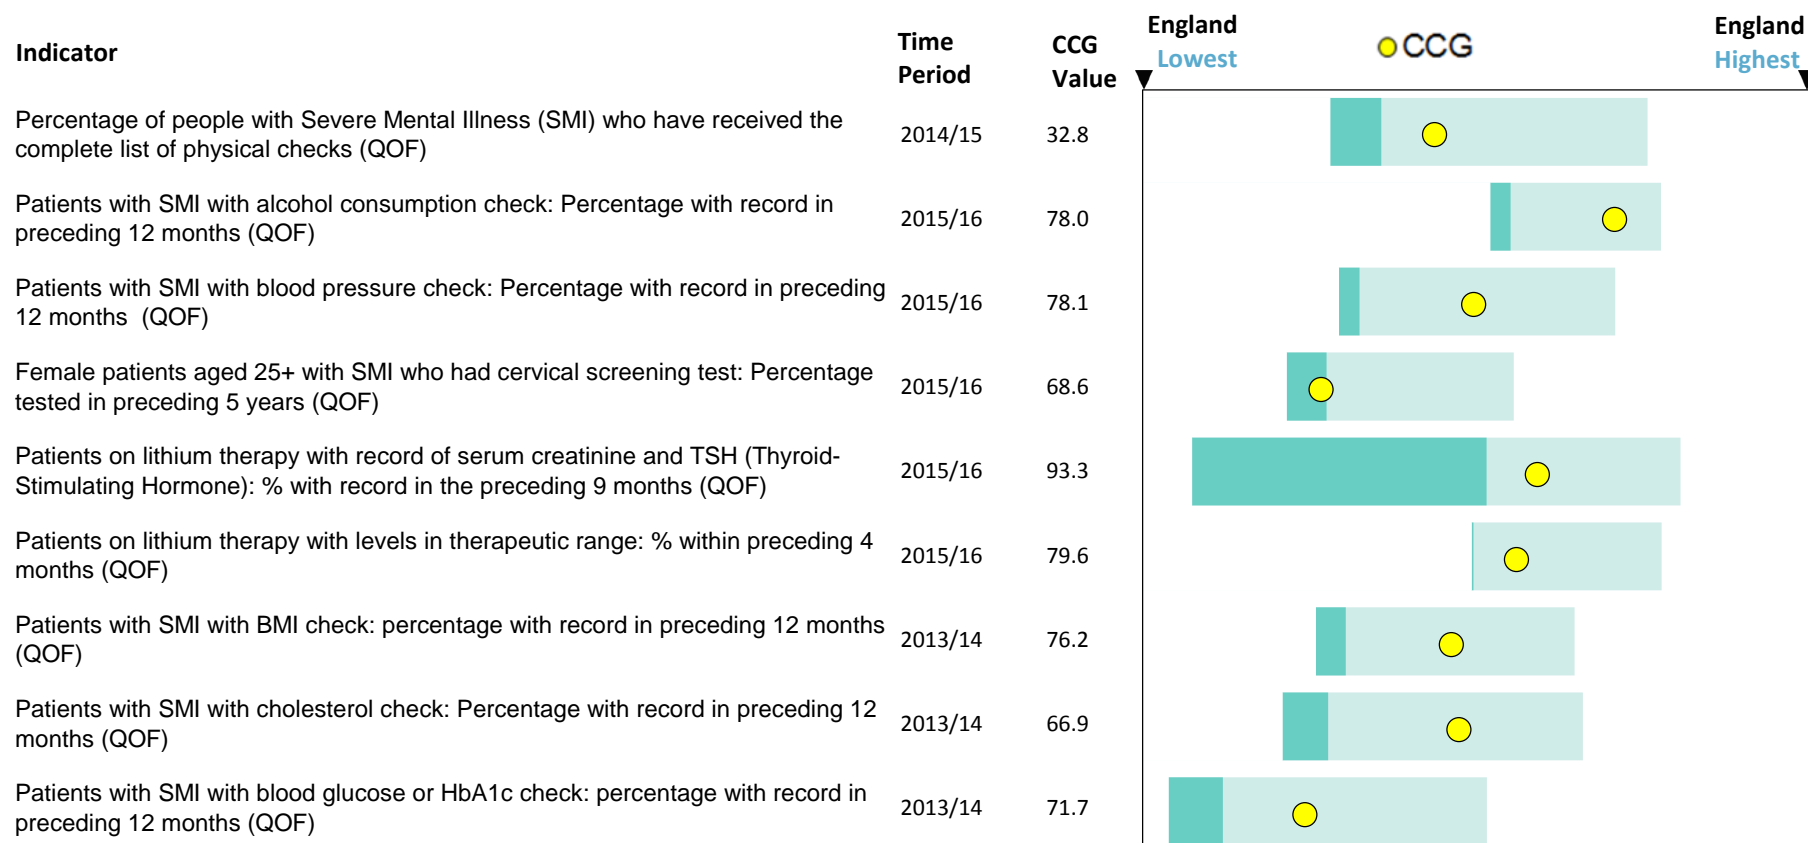 Indicator
Time Period
CCG Value
England Lowest
CCG
England Highest
Percentage of people with Severe Mental Illness (SMI) who have received the
complete list of physical checks (QOF)
2014/15
32.8
Patients with SMI with alcohol consumption check: Percentage with record in
preceding 12 months (QOF)
2015/16
78.0
Patients with SMI with blood pressure check: Percentage with record in preceding
12 months  (QOF)
2015/16
78.1
Female patients aged 25+ with SMI who had cervical screening test: Percentage
tested in preceding 5 years (QOF)
2015/16
68.6
Patients on lithium therapy with record of serum creatinine and TSH (Thyroid-
Stimulating Hormone): % with record in the preceding 9 months (QOF)
2015/16
93.3
Patients on lithium therapy with levels in therapeutic range: % within preceding 4
months (QOF)
2015/16
79.6
Patients with SMI with BMI check: percentage with record in preceding 12 months
(QOF)
2013/14
76.2
Patients with SMI with cholesterol check: Percentage with record in preceding 12
months (QOF)
2013/14
66.9
Patients with SMI with blood glucose or HbA1c check: percentage with record in
preceding 12 months (QOF)
2013/14
71.7